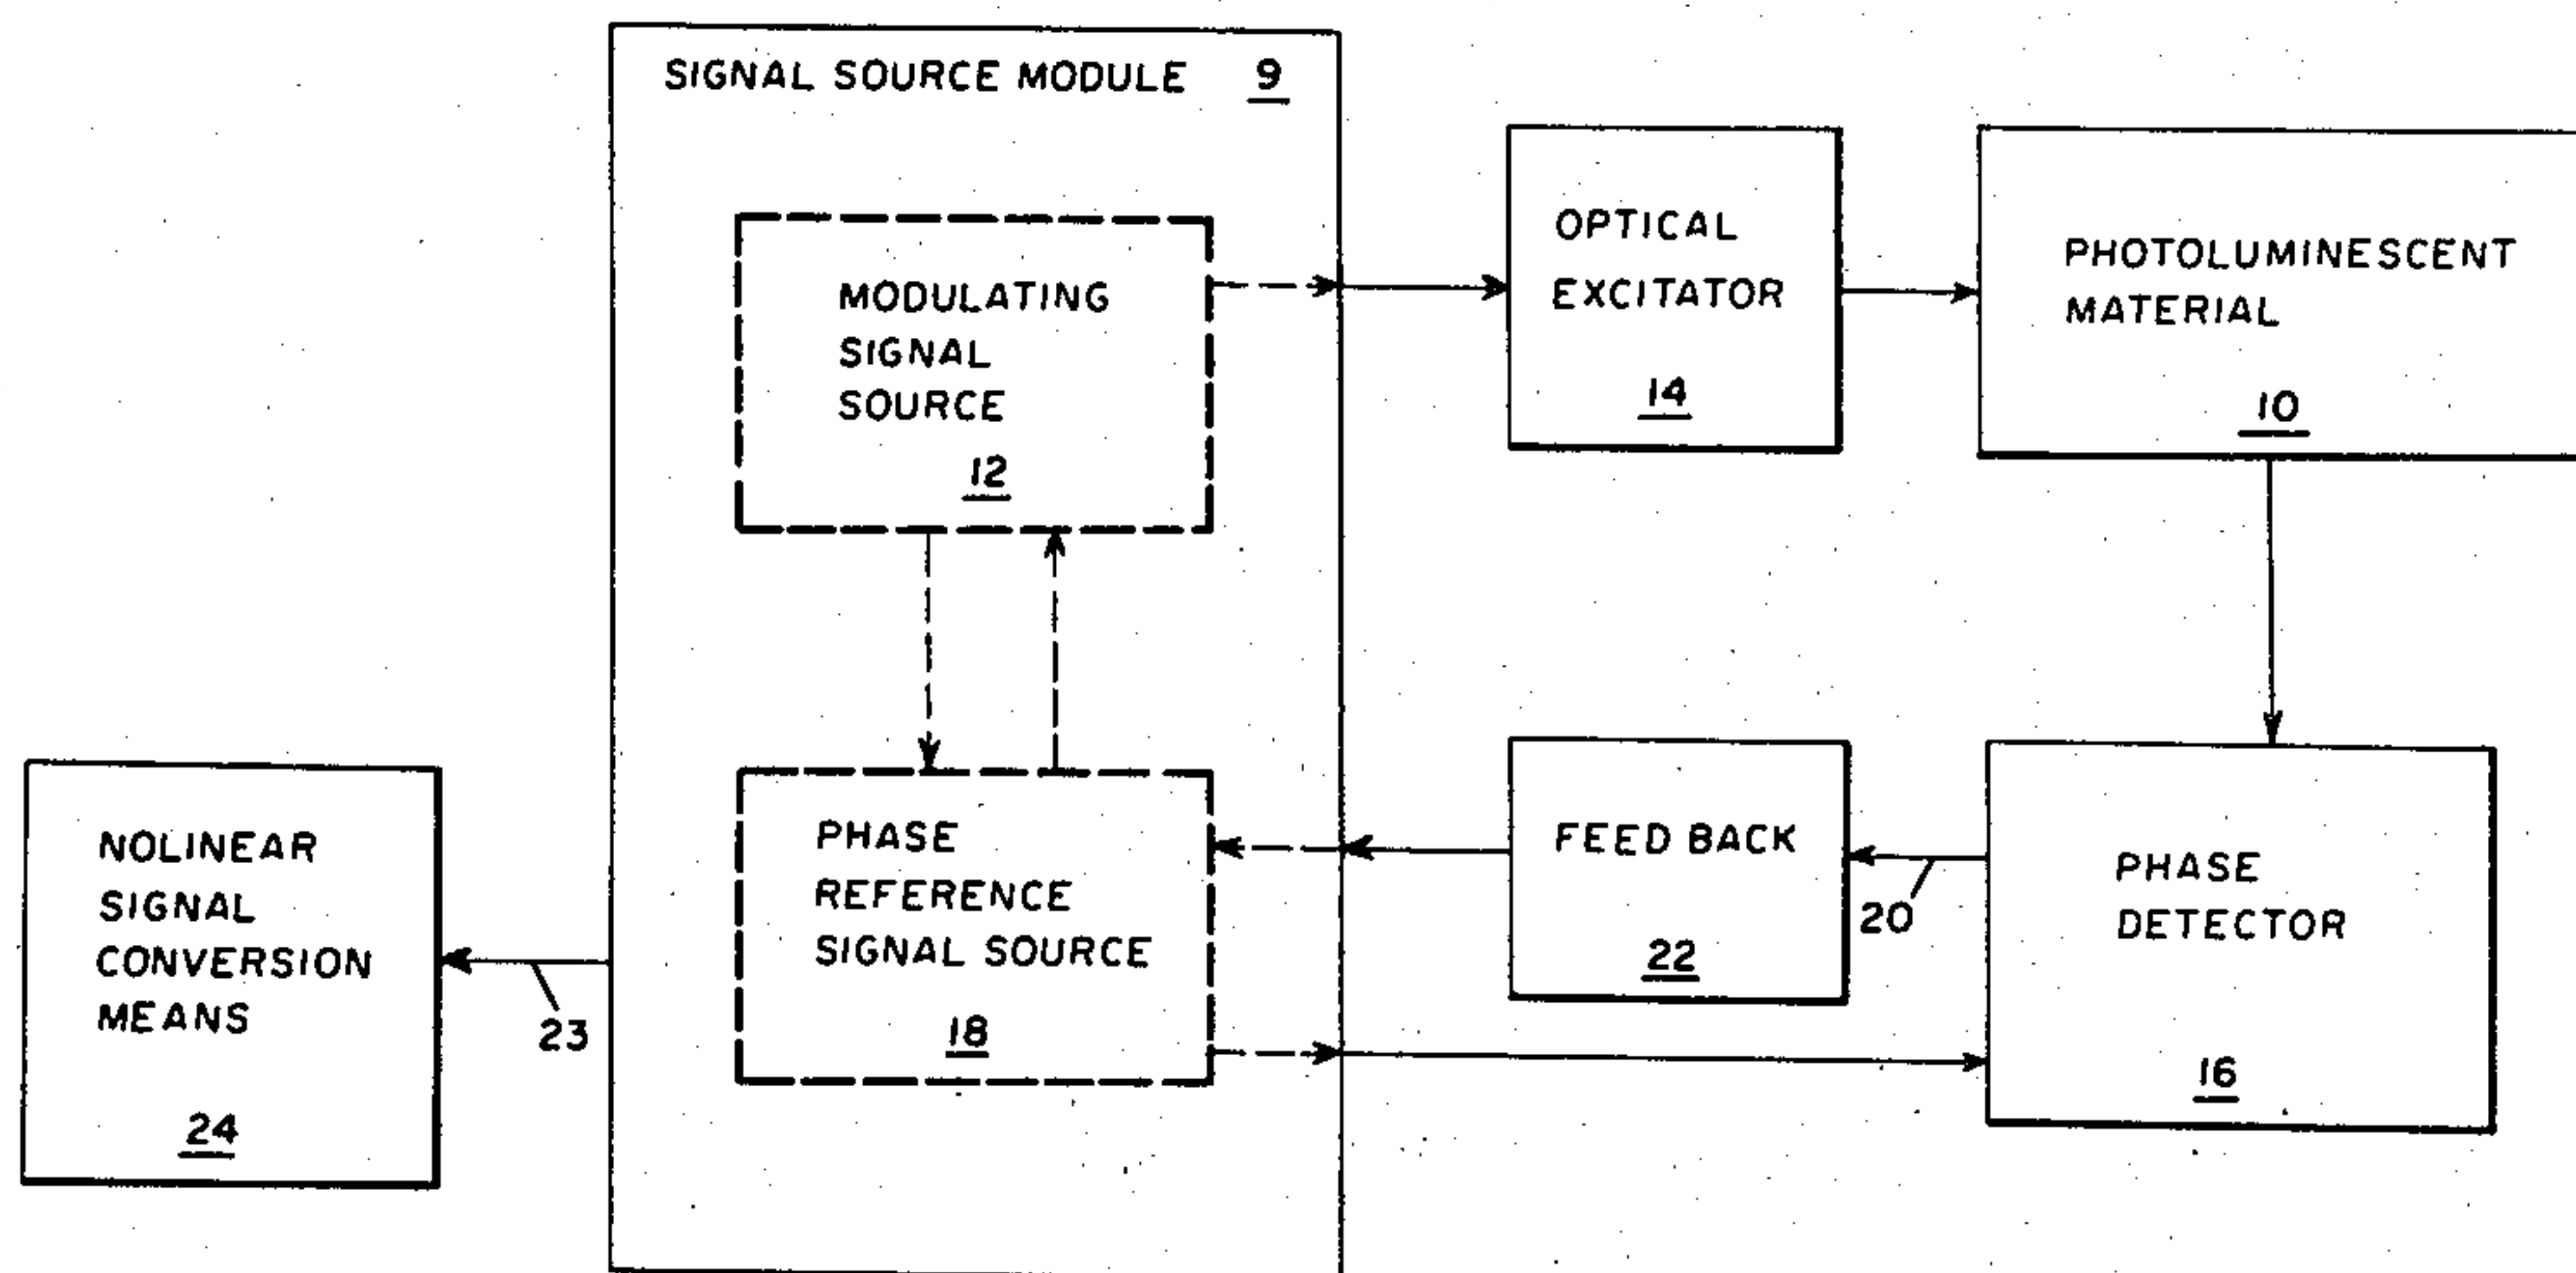 SIGNAL SOURCE MODULE 9
MODULATING
SIGNAL
SOURCE
12
OPTICAL
EXCITATOR
14
PHOTOLUMINESCENT
MATERIAL
10
NOLINEAR
SIGNAL
CONVERSION
MEANS
24
23
PHASE
REFERENCE
SIGNAL SOURCE
18
FEED BACK
22
20
PHASE
DETECTOR
16